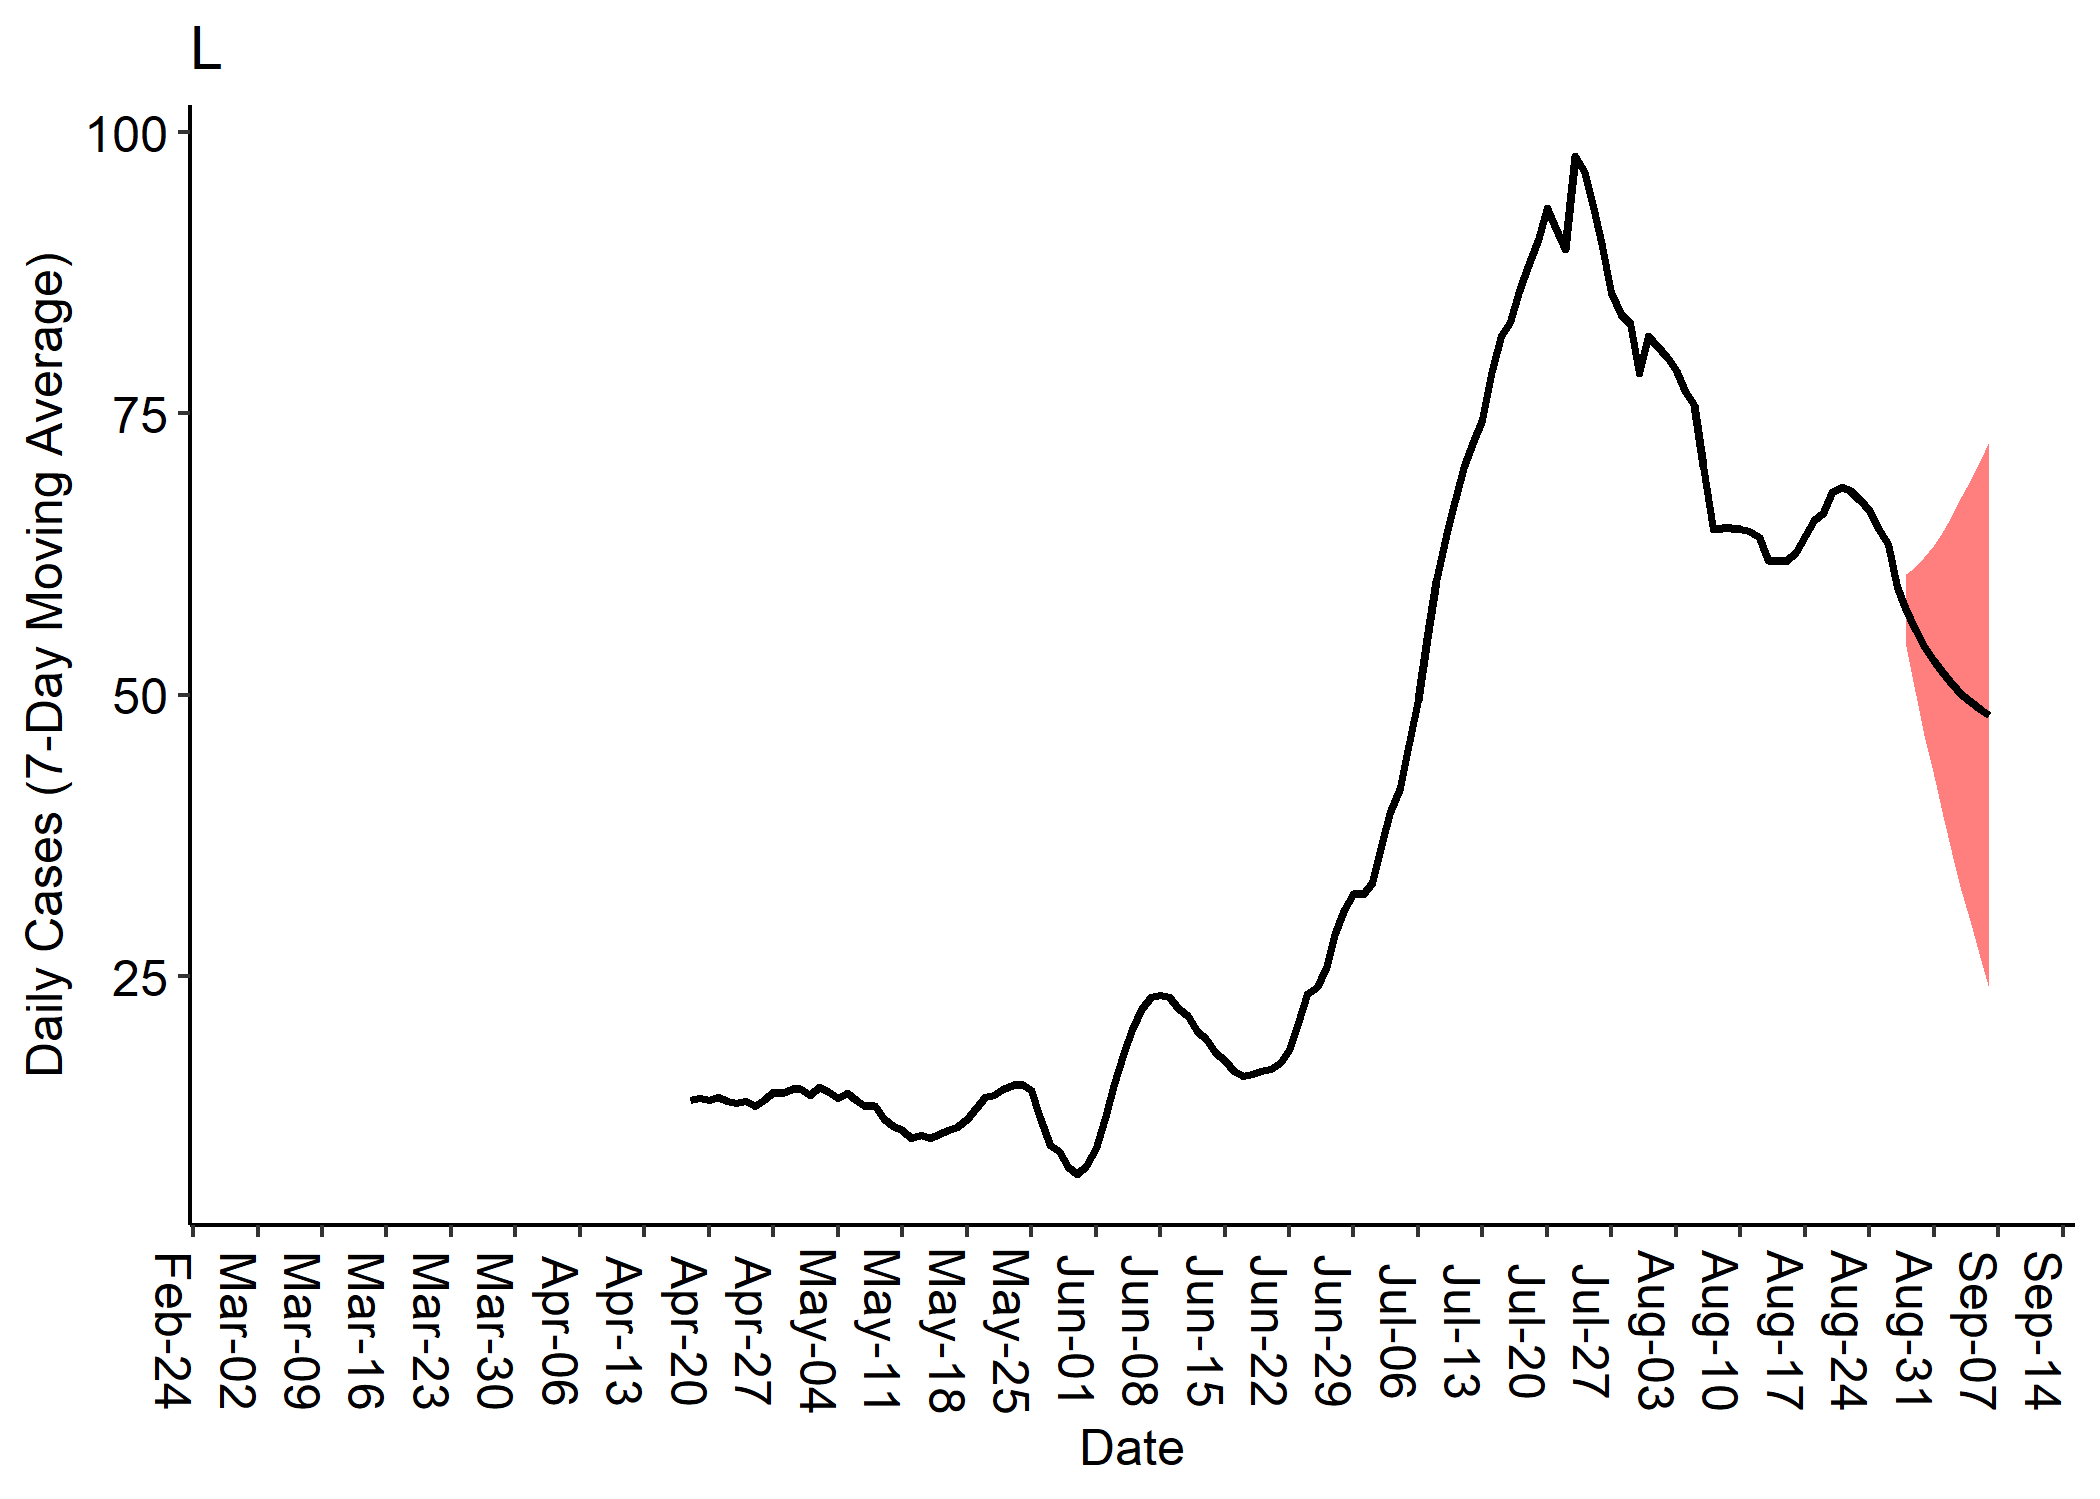 L
Daily Cases (7-Day Moving Average)
100
75
50
25
Feb-24
Mar-02
Mar-09
Mar-16
Mar-23
Mar-30
Apr-06
Apr-13
Apr-20
Apr-27
May-04
May-11
May-18
May-25
Jun-01
Jun-08
Jun-15
Jun-22
Jun-29
Jul-06
Jul-13
Jul-20
Jul-27
Aug-03
Aug-10
Aug-17
Aug-24
Aug-31
Sep-07
Sep-14
Date